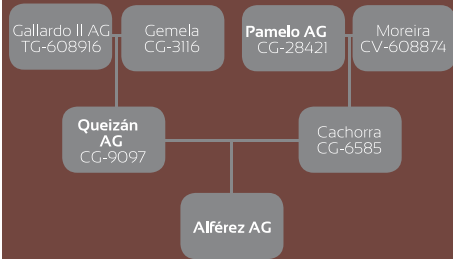 Gallardo II AG
TG-608916
Gemela
CG-3116
Pamelo AG
CG-28421
Moreira
CV-608874
Queizán
AG
CG-9097
Cachorra
CG-6585
Alférez AG